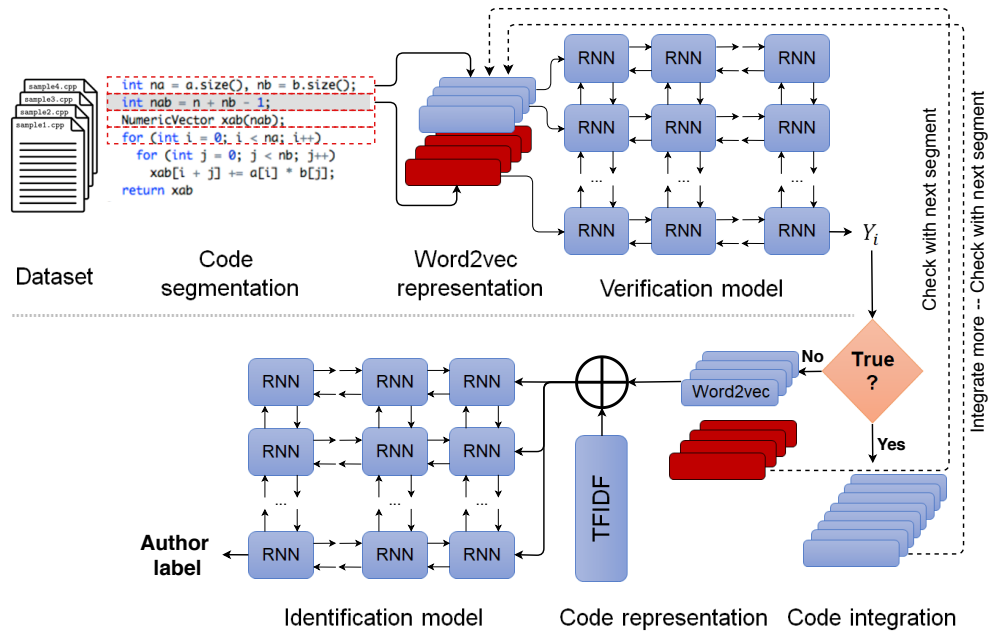 sample4.cpp
sample3.cpp
sample2.cpp
sample1.cpp
int na = a.size(), nb = b.size();
int nab = n + nb - 1;
NumericVector xab(nab);
for (int i = 0; i < na; i++)
for (int j = 0; j < nb; j++)
xab[i + j] += a[i] * b[j];
return xab
RNN RNN RNN
RNN RNN RNN
... ... ...
RNN RNN RNN
Yi
Dataset
Code
segmentation
Word2vec
representation
Verification model
Check with next segment
Integrate more -- Check with next segment
True
?
No
Yes
Word2vec
TFIDF
RNN RNN RNN
RNN RNN RNN
... ... ...
RNN RNN RNN
Author
label
Identification model
Code representation
Code integration